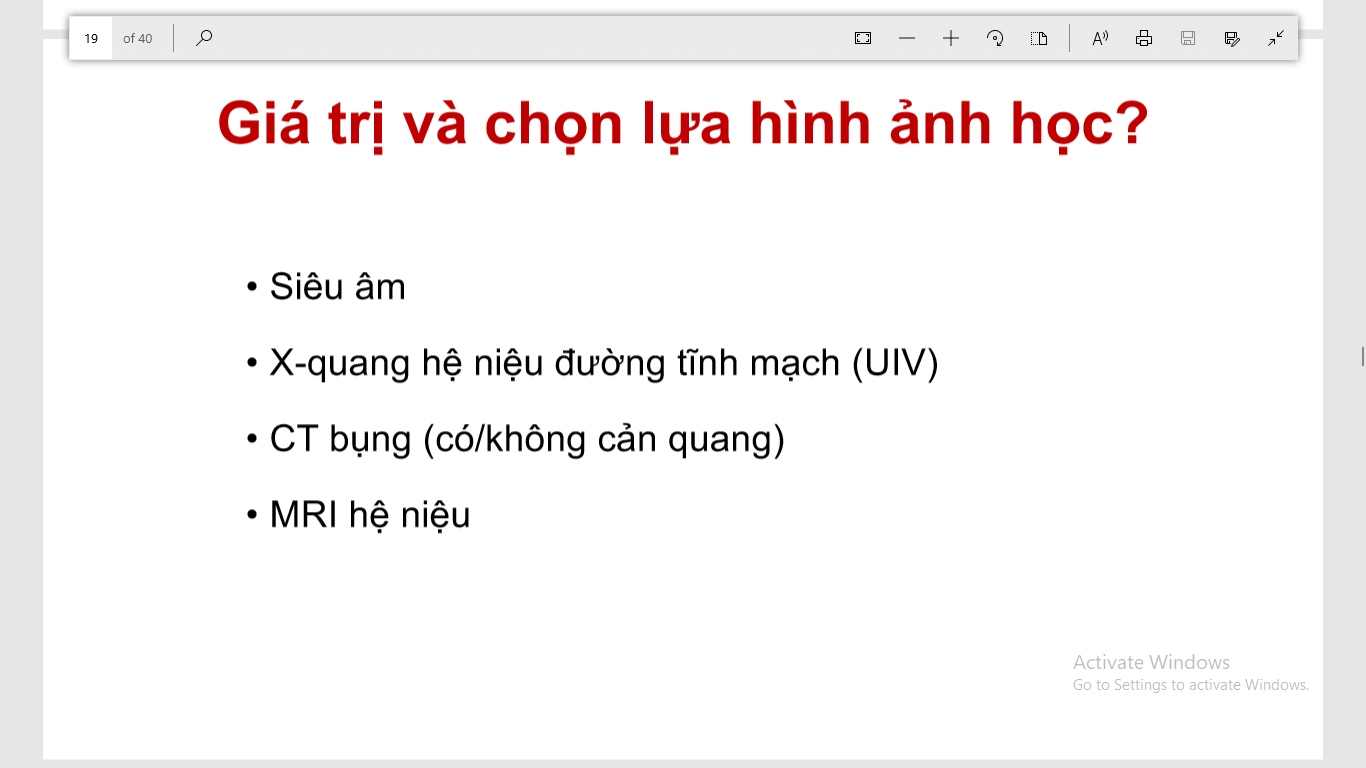 19 of 40
Giá trị và chọn lựa hình ảnh học?
• Siêu âm
• X-quang hệ niệu đường tĩnh mạch (UIV)
• CT bụng (có/không cản quang)
• MRI hệ niệu
Activate Windows
Go to Settings to activate Windows.